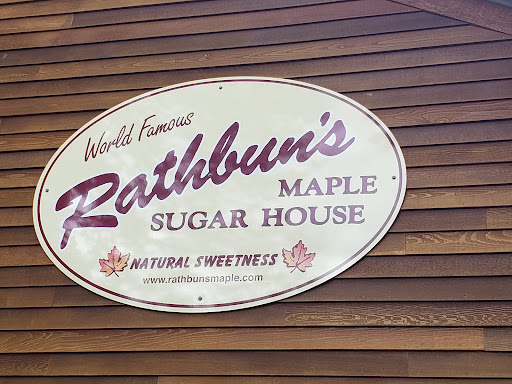 World Famous
Rathbun's
MAPLE
SUGAR HOUSE
NATURAL SWEETNESS
www.rathbunsmaple.com